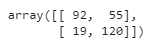 array([[ 92,  55],
       [ 19, 120]])